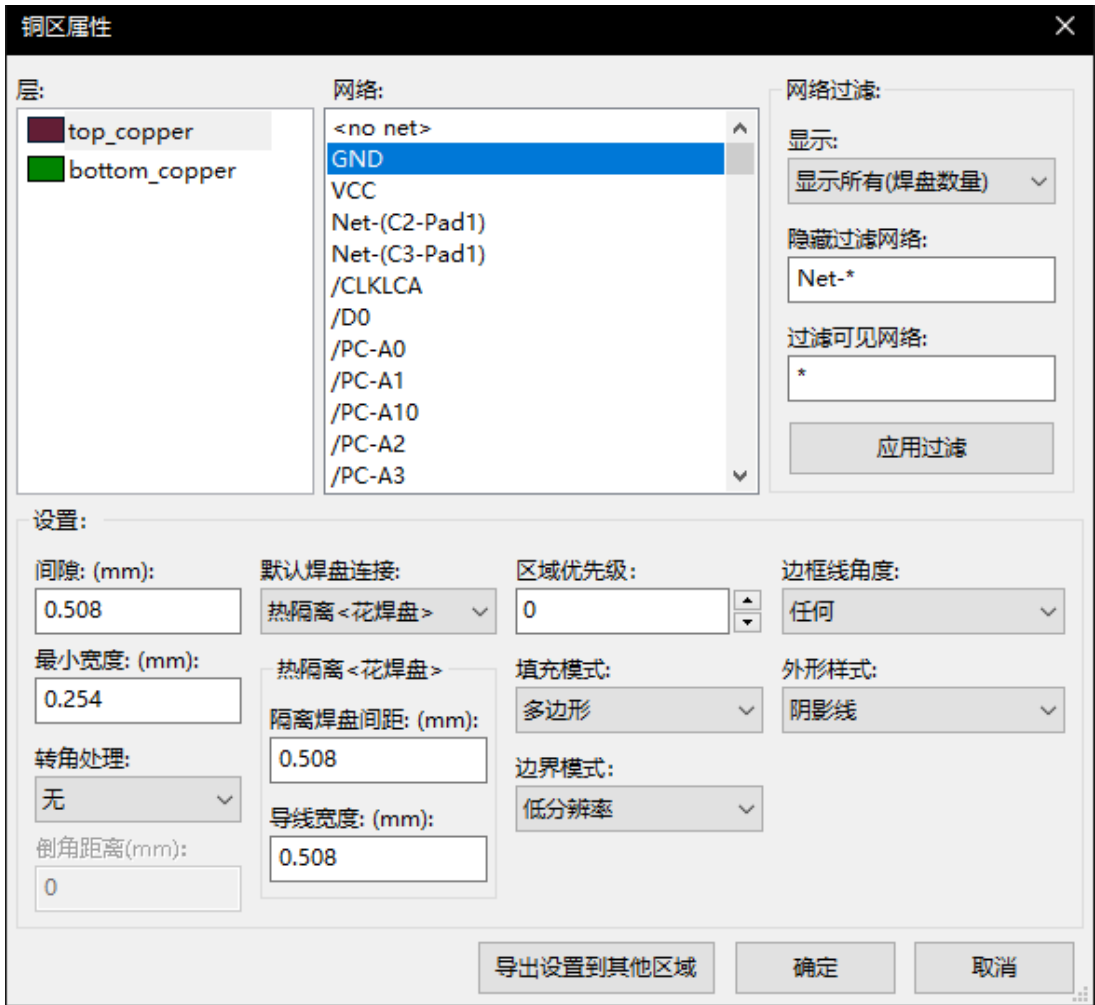 铜区属性
层:
top_copper
bottom_copper
网络:
<no net>
GND
VCC
Net-(C2-Pad1)
Net-(C3-Pad1)
/CLKLCA
/D0
/PC-A0
/PC-A1
/PC-A10
/PC-A2
/PC-A3
网络过滤:
显示:
显示所有(焊盘数量)
隐藏过滤网络:
Net-*
过滤可见网络:
*
应用过滤
设置:
间隙: (mm):
0.508
最小宽度: (mm):
0.254
转角处理:
无
倒角距离(mm):
0
默认焊盘连接:
热隔离<花焊盘>
热隔离<花焊盘>
隔离焊盘间距: (mm):
0.508
导线宽度: (mm):
0.508
区域优先级:
0
填充模式:
多边形
边界模式:
低分辨率
边框线角度:
任何
外形样式:
阴影线
导出设置到其他区域
确定
取消